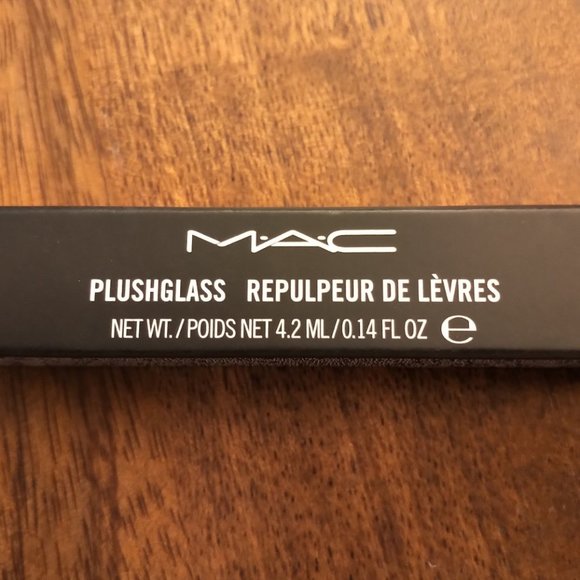 M·A·C
PLUSHGLASS REPULPEUR DE LÈVRES
NET WT./POIDS NET 4.2 ML/0.14 FL OZ ℮